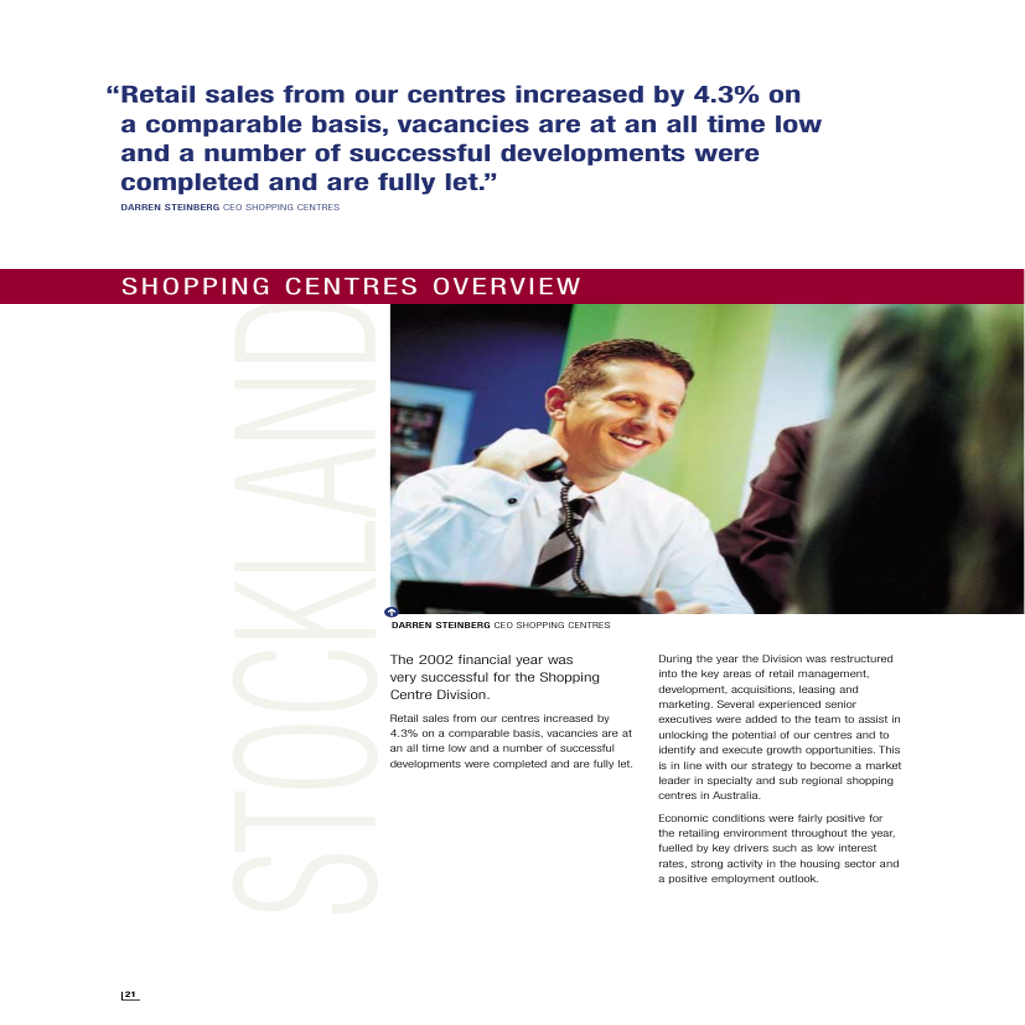 “Retail sales from our centres increased by 4.3% on
a comparable basis, vacancies are at an all time low
and a number of successful developments were
completed and are fully let.”
DARREN STEINBERG CEO SHOPPING CENTRES
SHOPPING CENTRES OVERVIEW
STOCKLAND
DARREN STEINBERG CEO SHOPPING CENTRES
The 2002 financial year was
very successful for the Shopping
Centre Division.
Retail sales from our centres increased by
4.3% on a comparable basis, vacancies are at
an all time low and a number of successful
developments were completed and are fully let.
During the year the Division was restructured
into the key areas of retail management,
development, acquisitions, leasing and
marketing. Several experienced senior
executives were added to the team to assist in
unlocking the potential of our centres and to
identify and execute growth opportunities. This
is in line with our strategy to become a market
leader in specialty and sub regional shopping
centres in Australia.
Economic conditions were fairly positive for
the retailing environment throughout the year,
fuelled by key drivers such as low interest
rates, strong activity in the housing sector and
a positive employment outlook.
21